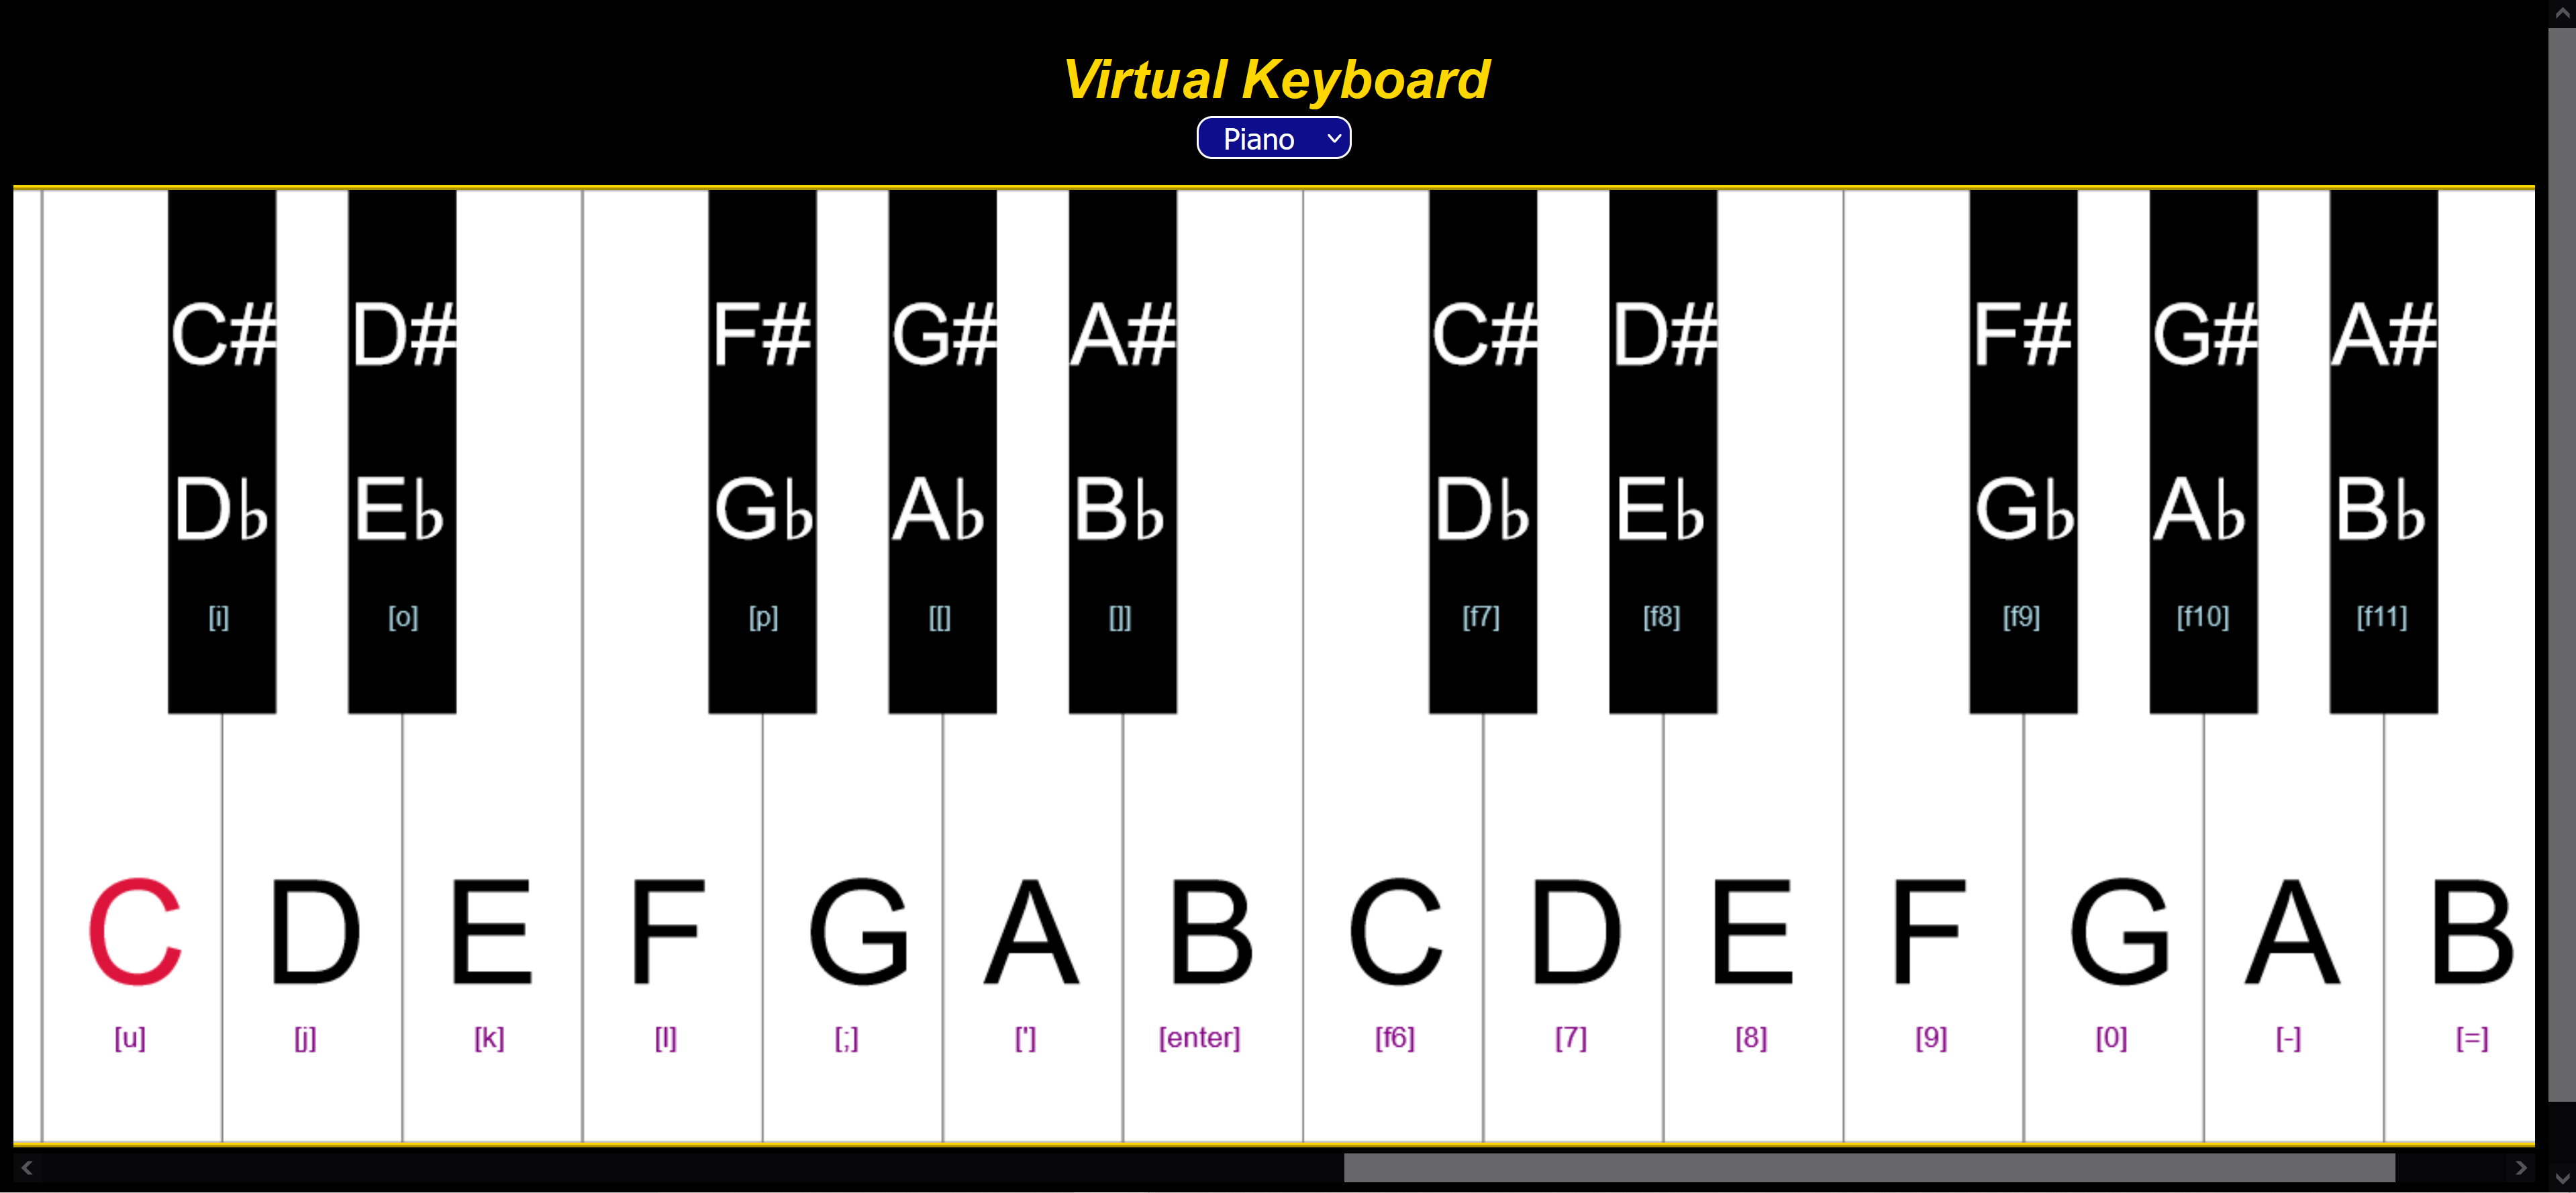 Virtual Keyboard
Piano
C# D# F# G# A# C# D# F# G# A#
D♭ E♭ G♭ A♭ B♭ D♭ E♭ G♭ A♭ B♭
[i] [o] [p] [[] []] [f7] [f8] [f9] [f10] [f11]
C D E F G A B C D E F G A B
[u] [j] [k] [l] [;] ['] [enter] [f6] [7] [8] [9] [0] [-] [=]